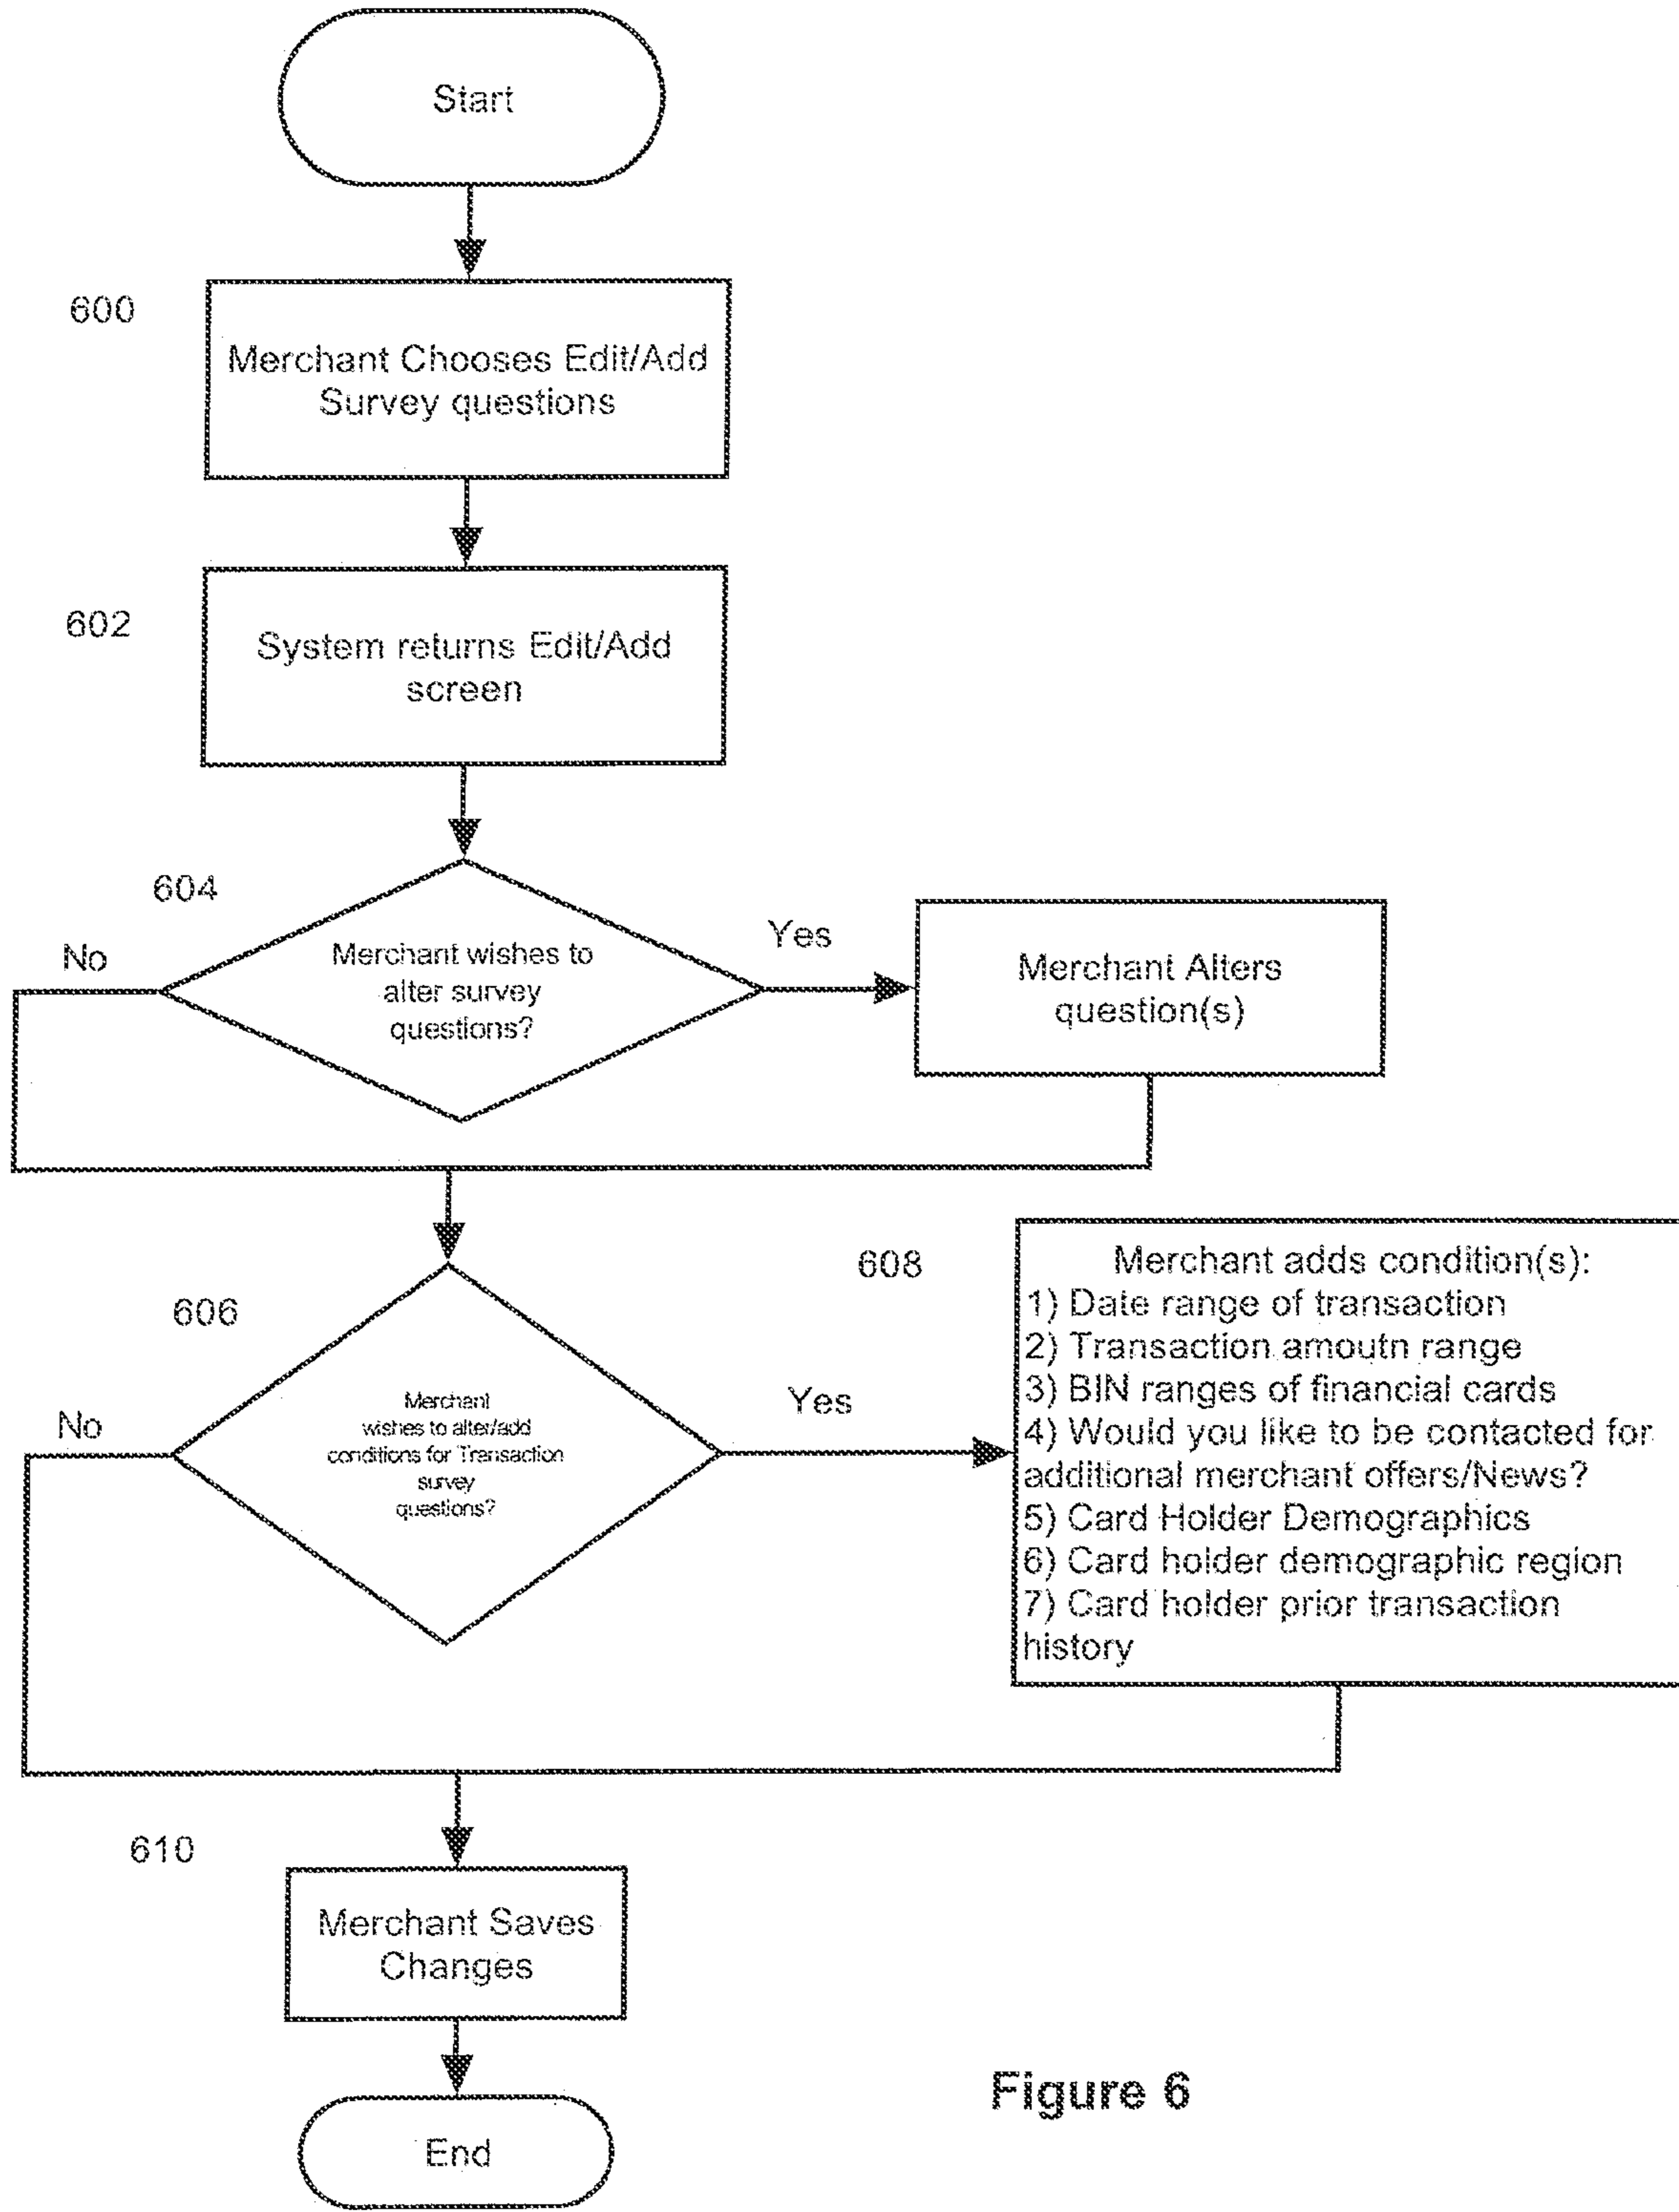 Start
600
Merchant Chooses Edit/Add
Survey questions
602
System returns Edit/Add
screen
604
No
Merchant wishes to
alter survey
questions?
Yes
Merchant Alters
question(s)
606
No
Merchant
wishes to alter/add
conditions for Transaction
survey
questions?
Yes
608
Merchant adds condition(s):
1) Date range of transaction
2) Transaction amoutn range
3) BIN ranges of financial cards
4) Would you like to be contacted for
additional merchant offers/News?
5) Card Holder Demographics
6) Card holder demographic region
7) Card holder prior transaction
history
610
Merchant Saves
Changes
End
Figure 6